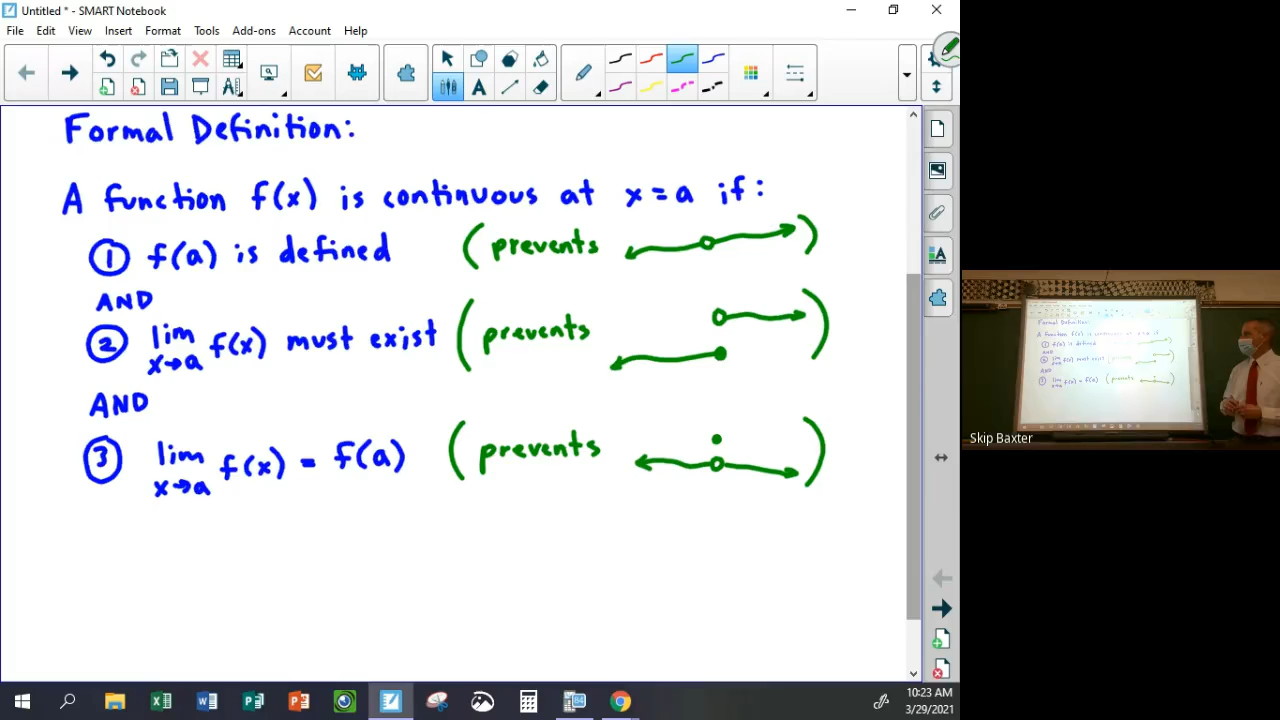 Untitled * - SMART Notebook
File Edit View Insert Format Tools Add-ons Account Help
Formal Definition:
A function f(x) is continuous at x = a if:
① f(a) is defined (prevents )
AND
② lim x→a f(x) must exist (prevents )
AND
③ lim x→a f(x) = f(a) (prevents )
Skip Baxter
10:23 AM
3/29/2021